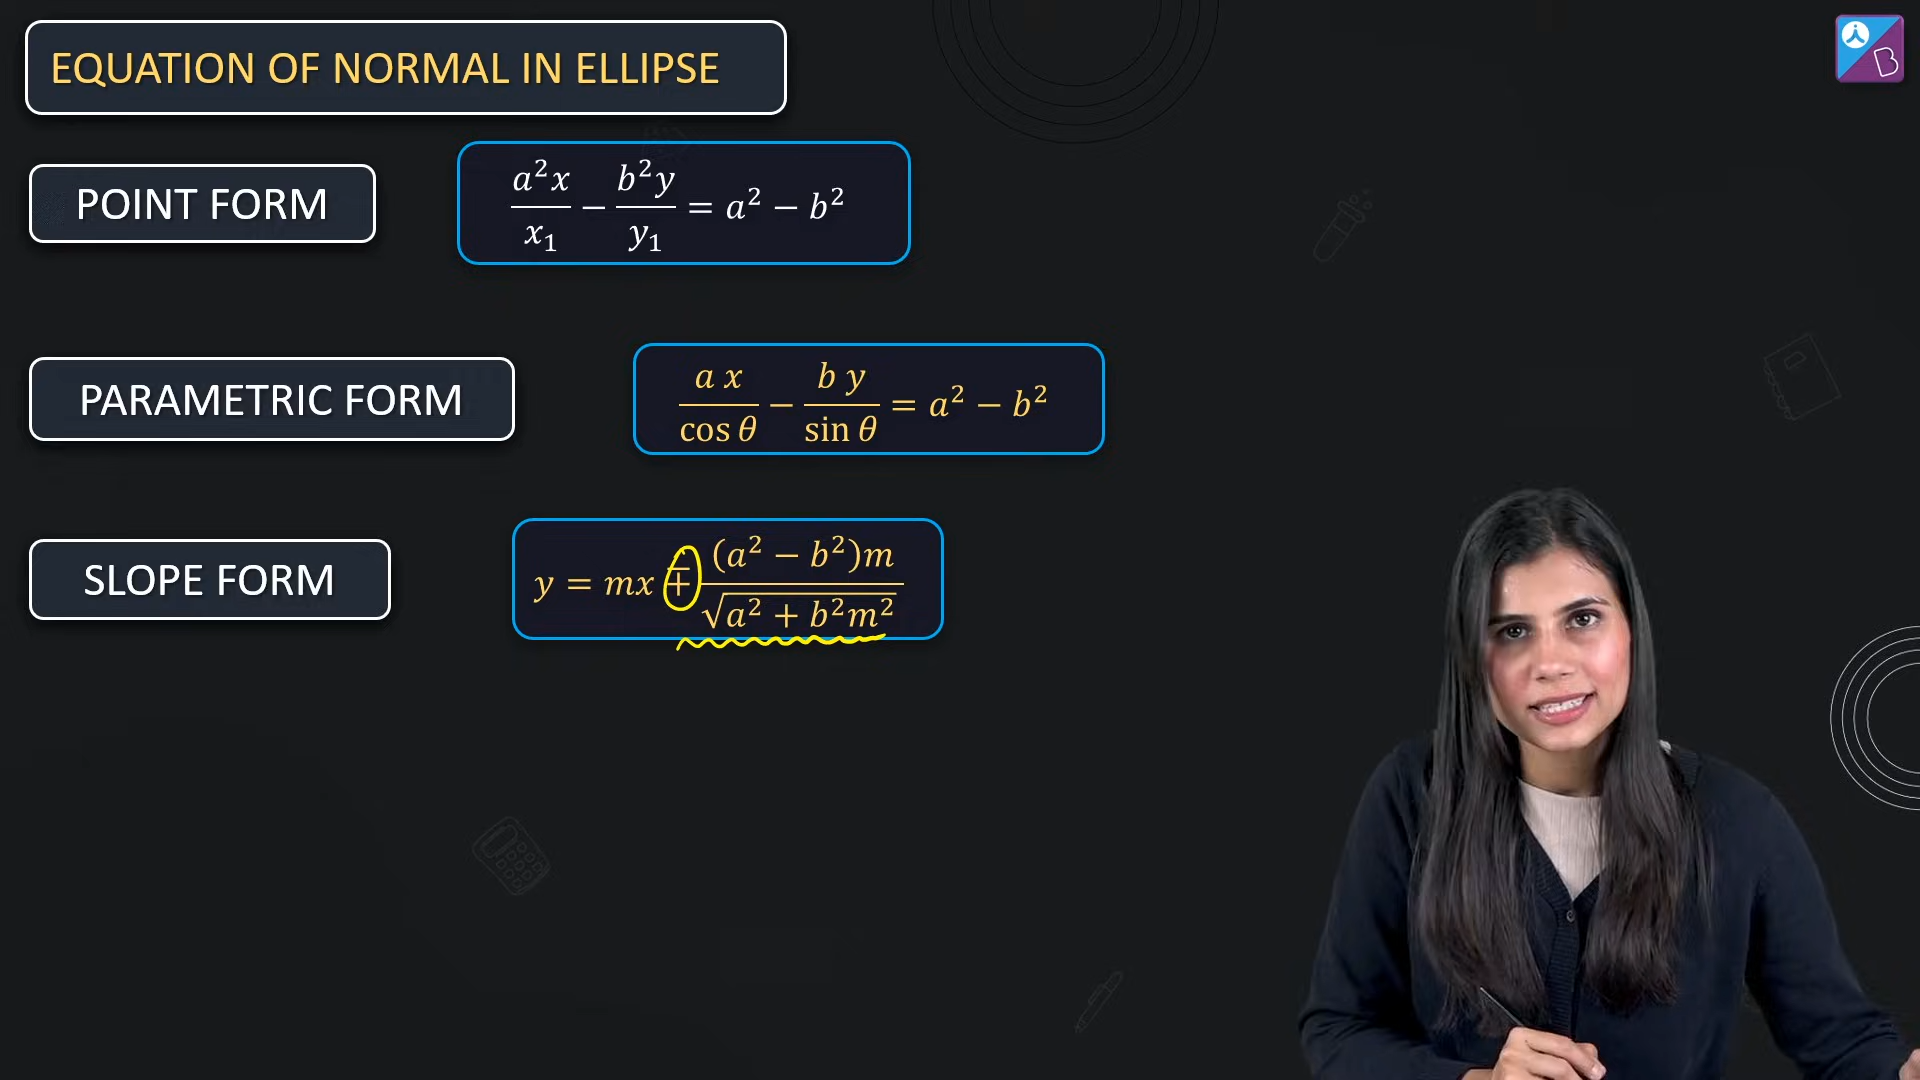 EQUATION OF NORMAL IN ELLIPSE
POINT FORM
a²x/x₁ − b²y/y₁ = a² − b²
PARAMETRIC FORM
a x/cos θ − b y/sin θ = a² − b²
SLOPE FORM
y = mx ∓ (a² − b²)m/√(a² + b²m²)
B